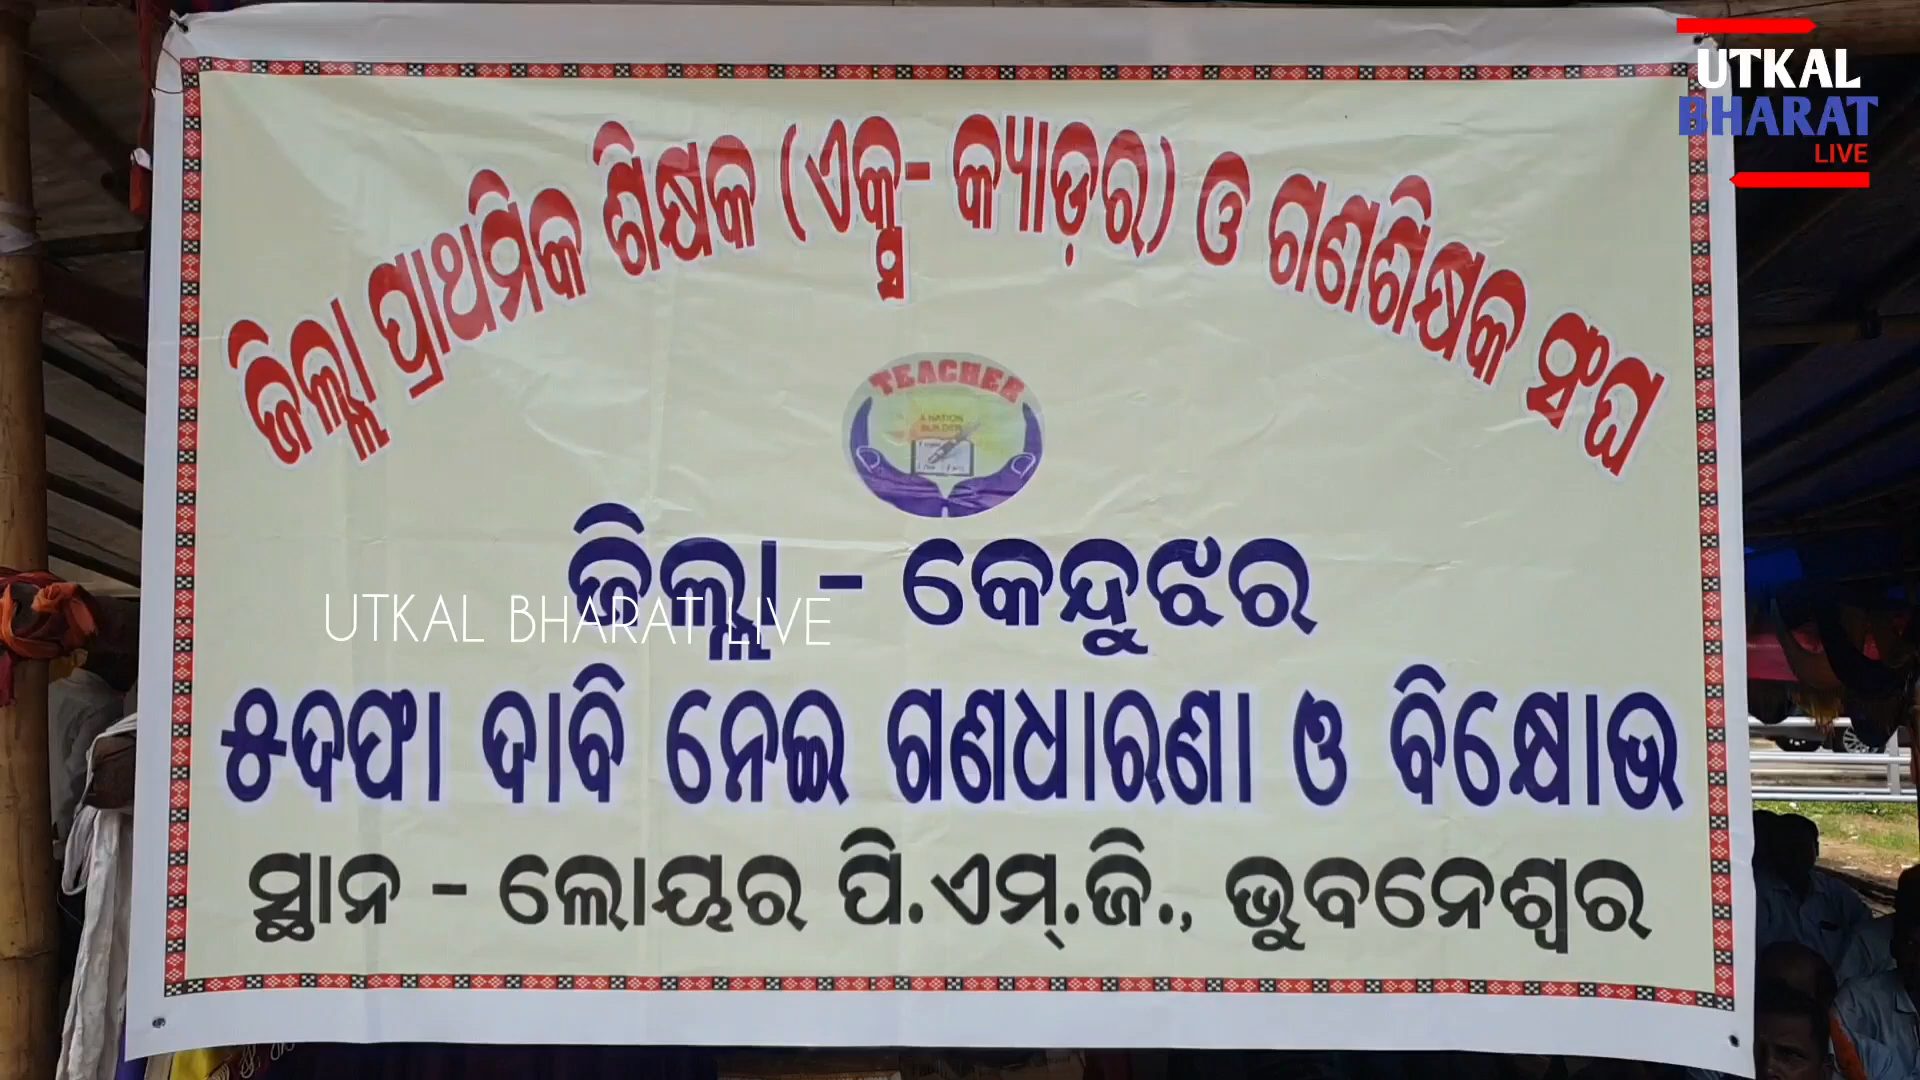 UTKAL
BHARAT
LIVE
ଜିଲ୍ଲା ପ୍ରାଥମିକ ଶିକ୍ଷକ (ଏକ୍ସ- କ୍ୟାଡ଼ର) ଓ ଗଣଶିକ୍ଷକ ସଂଘ
TEACHER
A NATION
BUILDER
ଜିଲ୍ଲା - କେନ୍ଦୁଝର
UTKAL BHARAT LIVE
୫ଦଫା ଦାବି ନେଇ ଗଣଧାରଣା ଓ ବିକ୍ଷୋଭ
ସ୍ଥାନ - ଲୋୟର ପି.ଏମ୍.ଜି., ଭୁବନେଶ୍ୱର